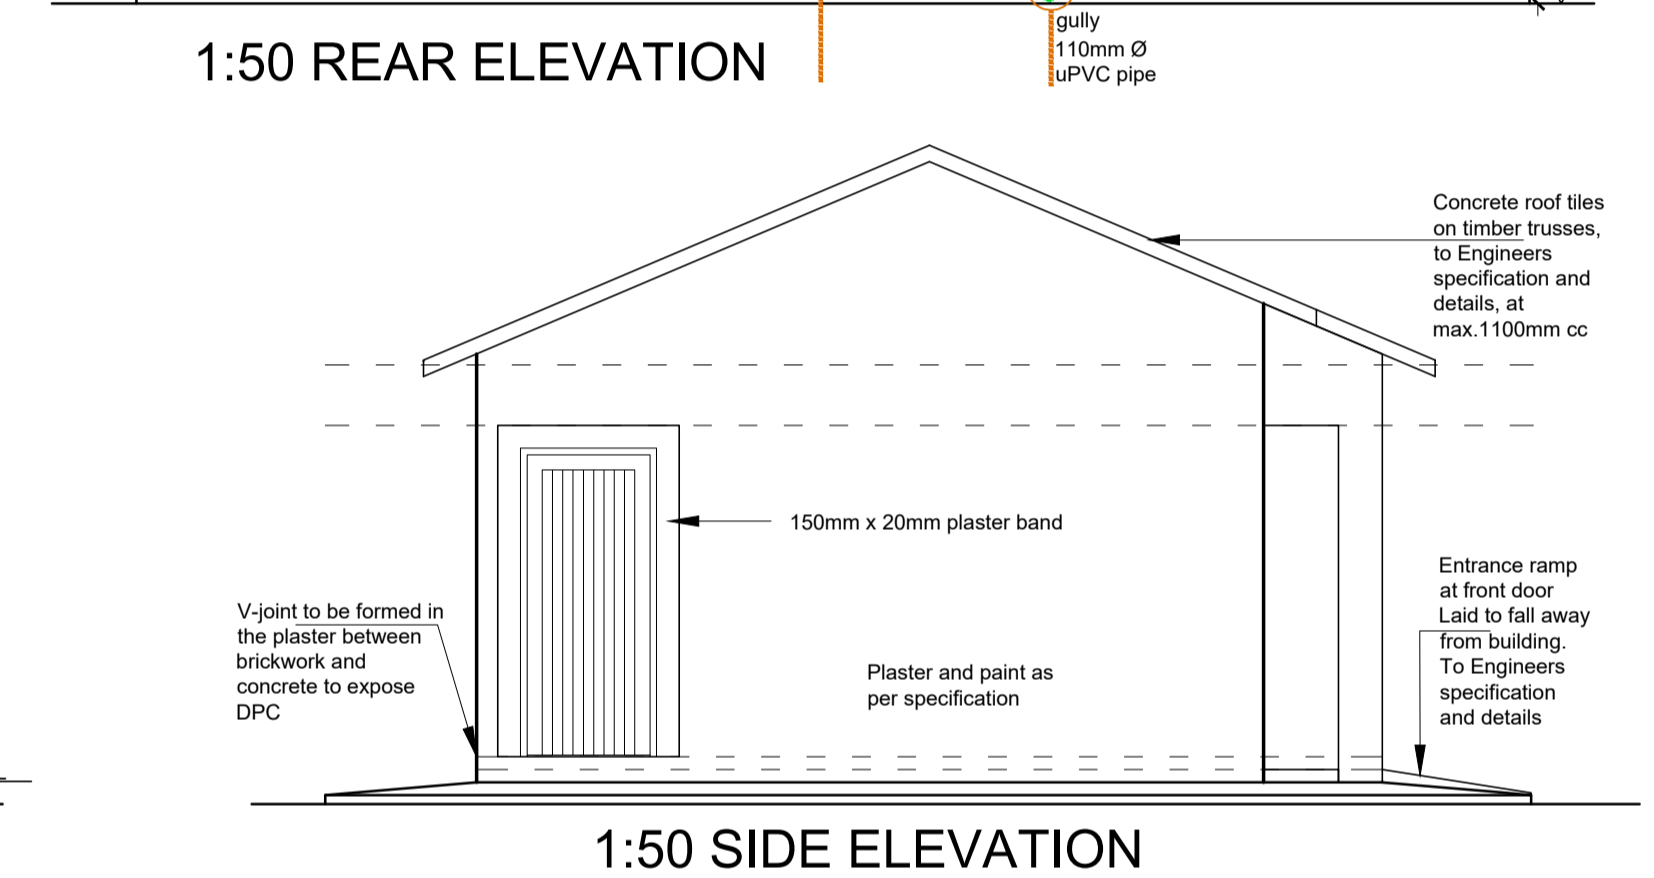 gully
110mm Ø
uPVC pipe
1:50 REAR ELEVATION
Concrete roof tiles
on timber trusses,
to Engineers
specification and
details, at
max.1100mm cc
150mm x 20mm plaster band
V-joint to be formed in
the plaster between
brickwork and
concrete to expose
DPC
Plaster and paint as
per specification
Entrance ramp
at front door
Laid to fall away
from building.
To Engineers
specification
and details
1:50 SIDE ELEVATION